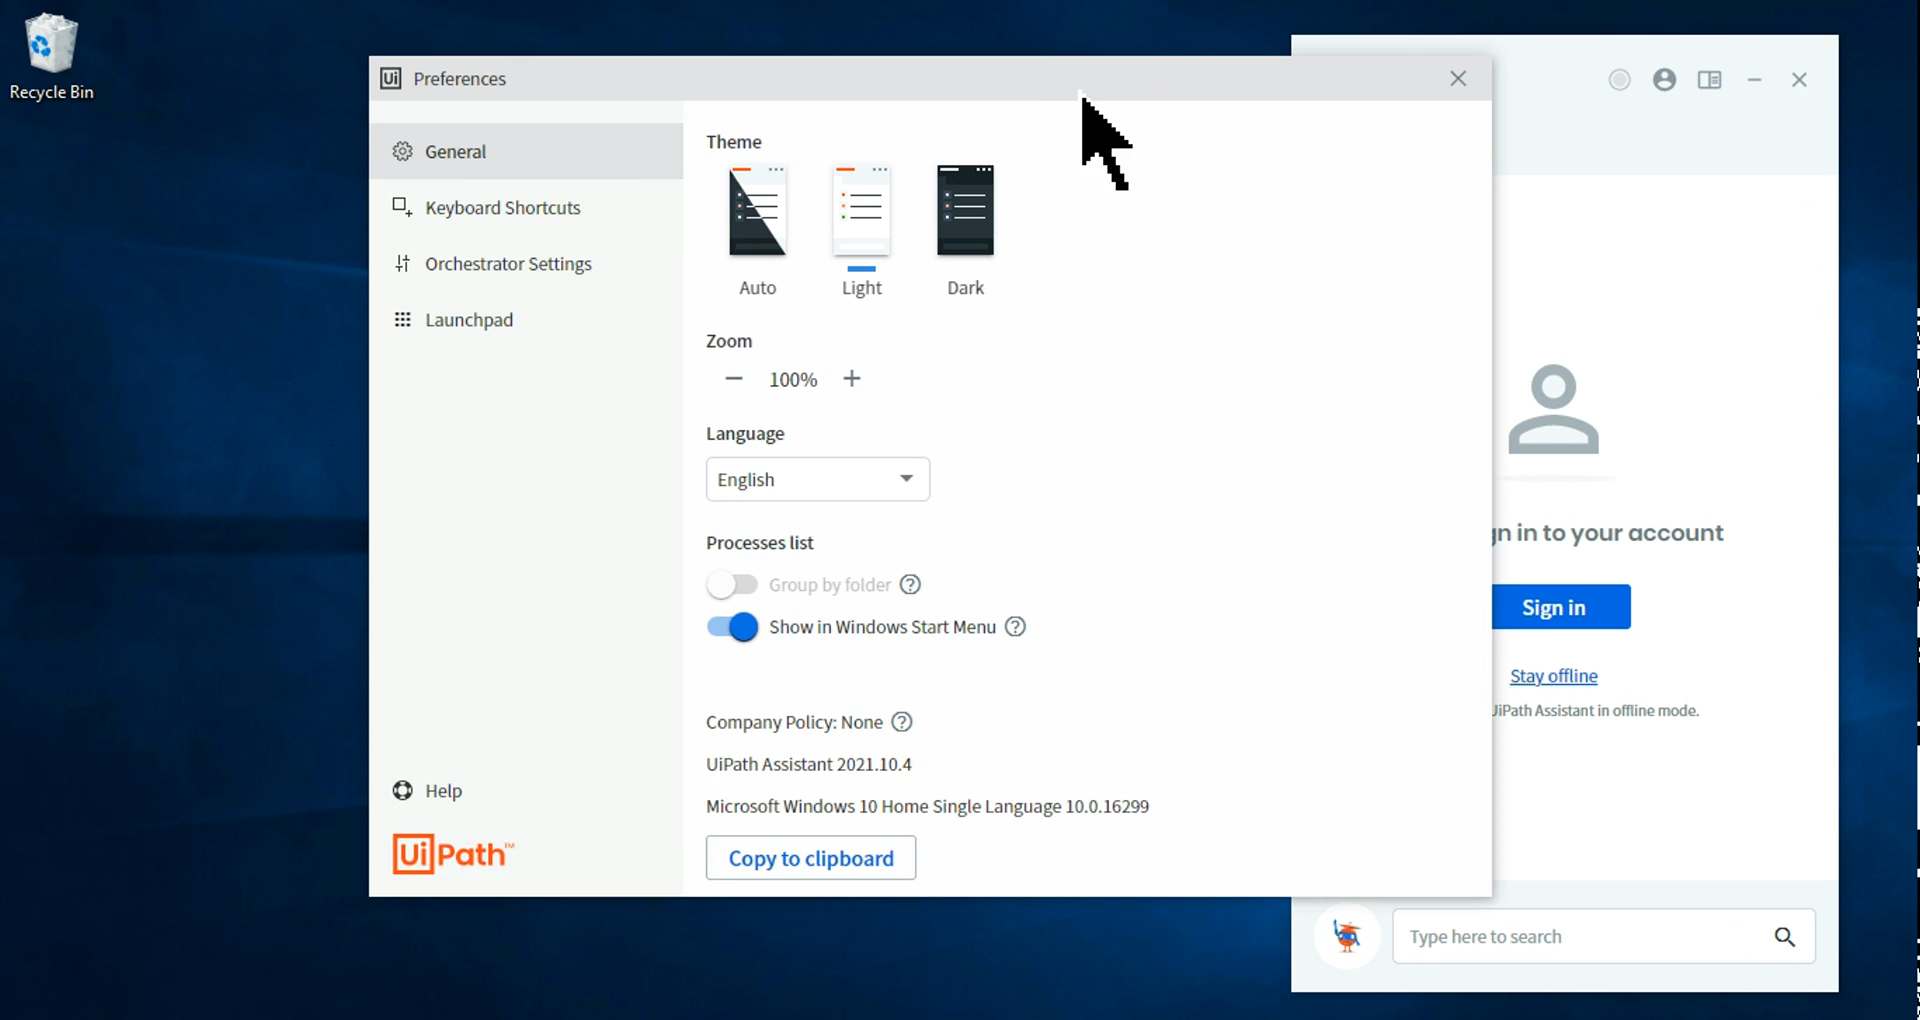 Recycle Bin
Ui Preferences
General
Keyboard Shortcuts
Orchestrator Settings
Launchpad
Help
UiPath™
Theme
Auto
Light
Dark
Zoom
100%
Language
English
Processes list
Group by folder
Show in Windows Start Menu
Company Policy: None
UiPath Assistant 2021.10.4
Microsoft Windows 10 Home Single Language 10.0.16299
Copy to clipboard
in to your account
Sign in
Stay offline
UiPath Assistant in offline mode.
Type here to search